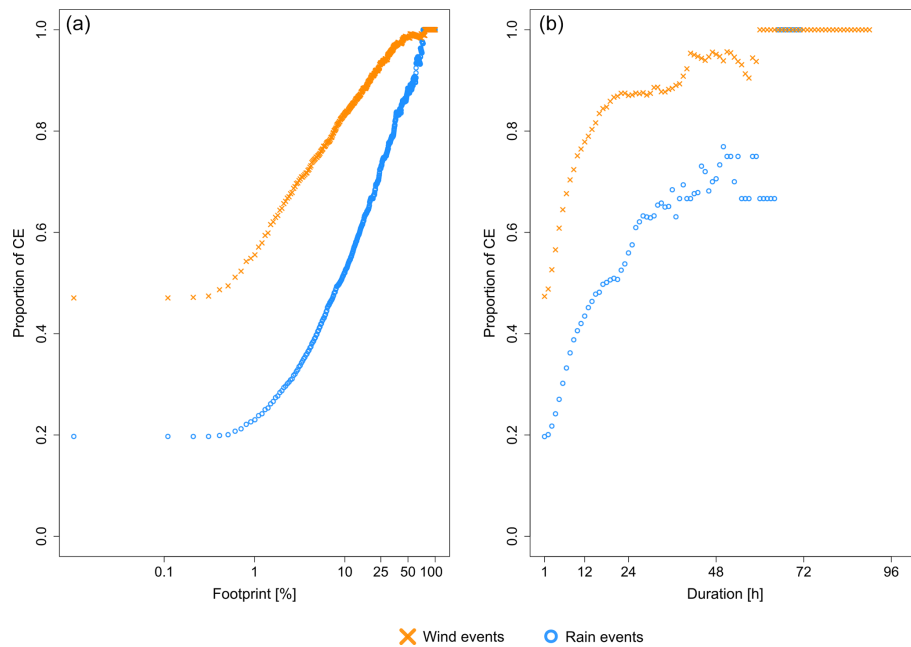 (a)
(b)
Proportion of CE
1.0
0.8
0.6
0.4
0.2
0.0
0.1 1 10 25 50 100
Footprint [%]
Proportion of CE
1.0
0.8
0.6
0.4
0.2
0.0
1 12 24 48 72 96
Duration [h]
Wind events
Rain events